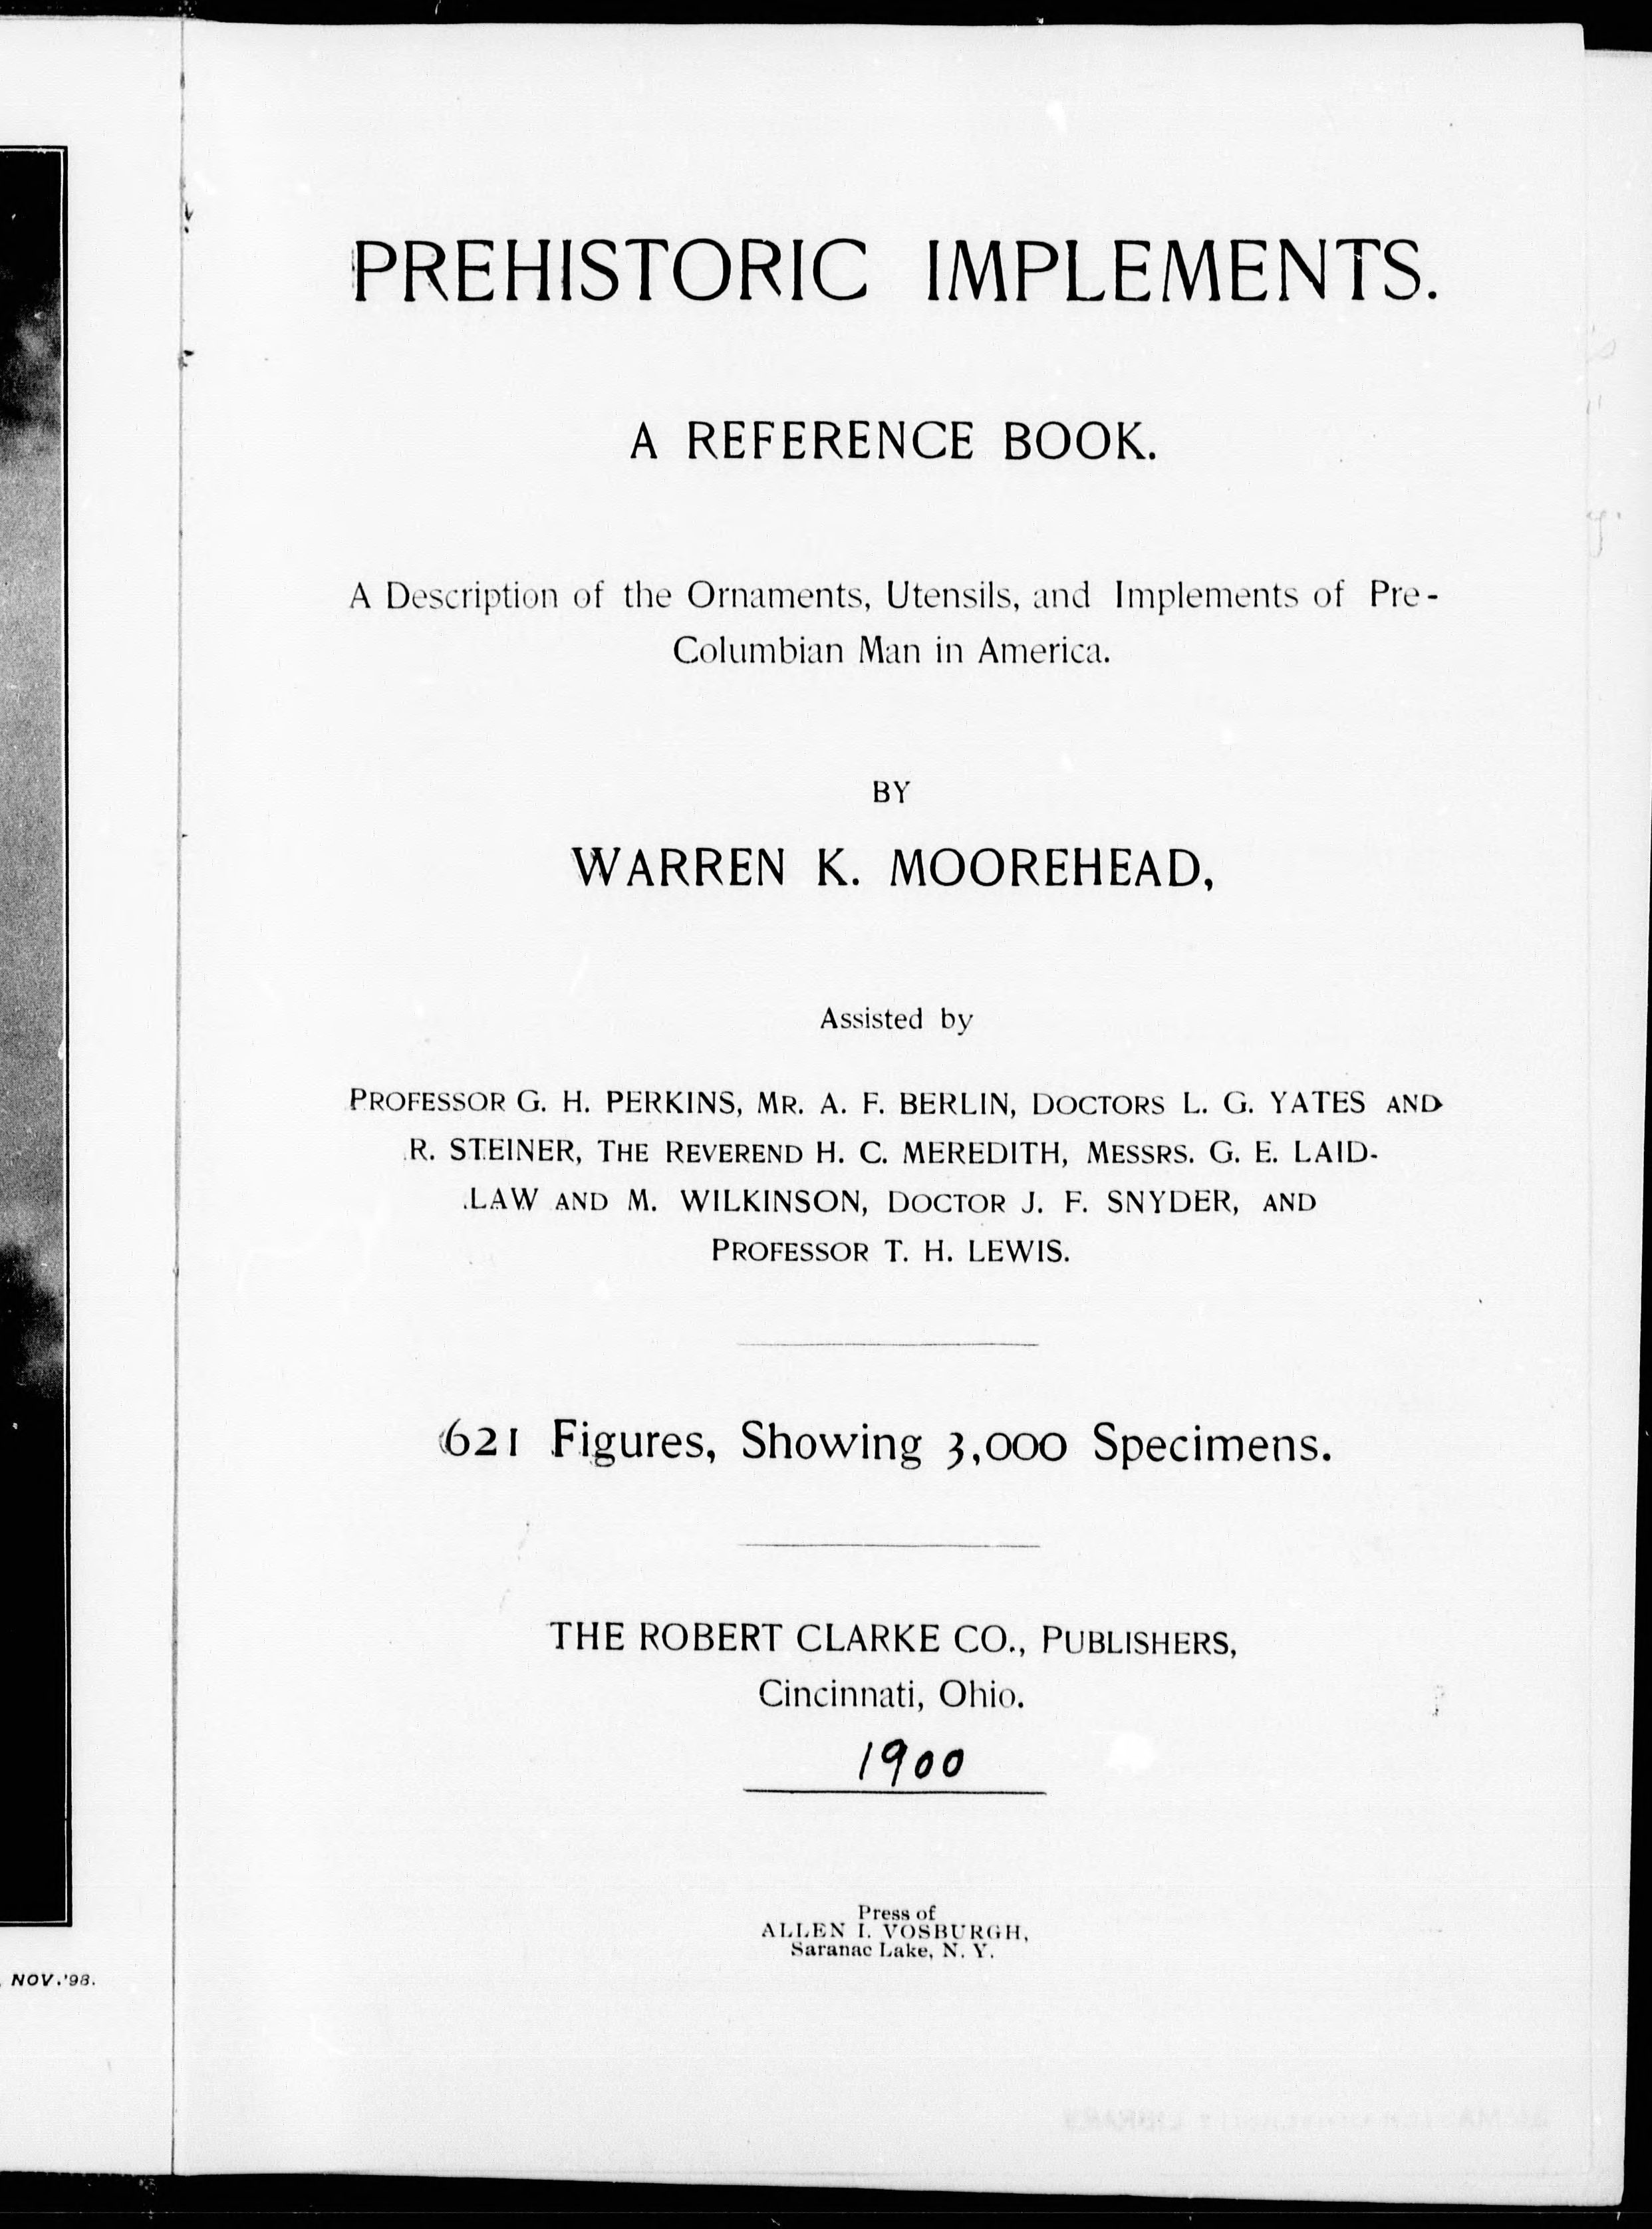 PREHISTORIC IMPLEMENTS.
A REFERENCE BOOK.
A Description of the Ornaments, Utensils, and Implements of Pre-
Columbian Man in America.
BY
WARREN K. MOOREHEAD,
Assisted by
PROFESSOR G. H. PERKINS, MR. A. F. BERLIN, DOCTORS L. G. YATES AND
R. STEINER, THE REVEREND H. C. MEREDITH, MESSRS. G. E. LAID-
LAW AND M. WILKINSON, DOCTOR J. F. SNYDER, AND
PROFESSOR T. H. LEWIS.
621 Figures, Showing 3,000 Specimens.
THE ROBERT CLARKE CO., PUBLISHERS,
Cincinnati, Ohio.
1900
Press of
ALLEN I. VOSBURGH,
Saranac Lake, N. Y.
NOV.'98.